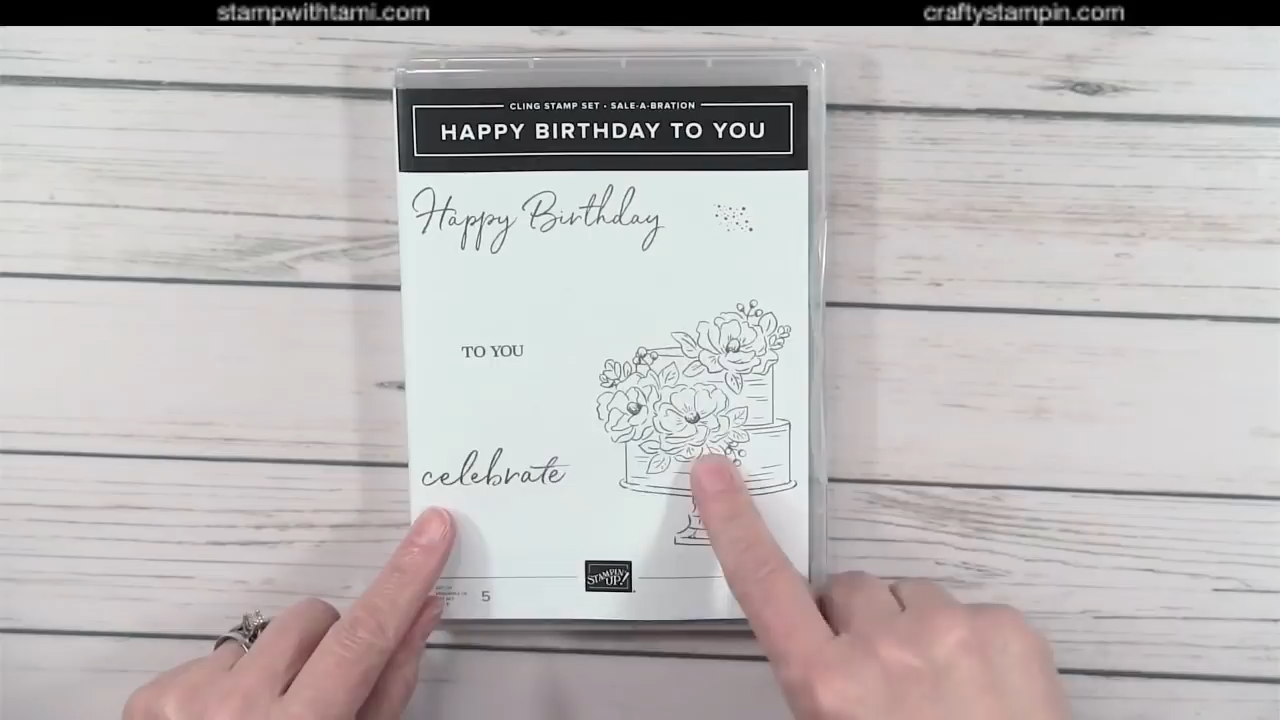 stampwithtami.com
craftystampin.com
CLING STAMP SET • SALE-A-BRATION
HAPPY BIRTHDAY TO YOU
Happy Birthday
TO YOU
celebrate
STAMPIN' UP!
5